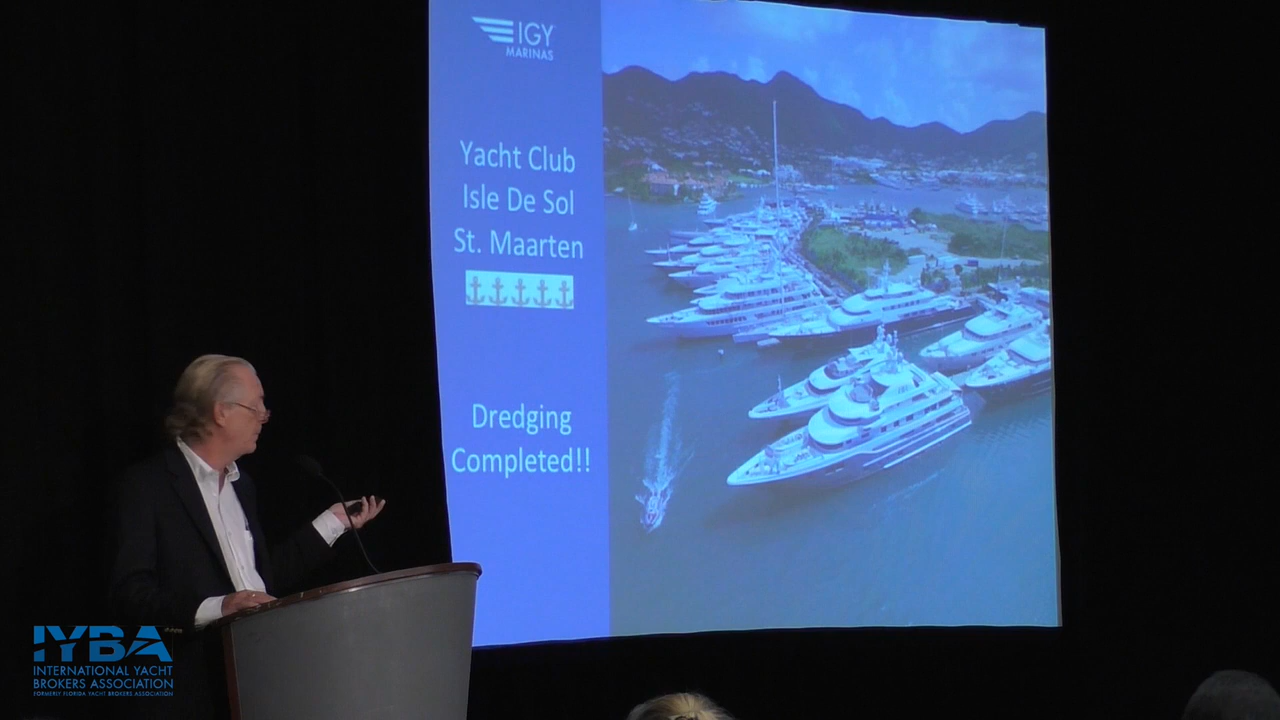 IGY
MARINAS
Yacht Club
Isle De Sol
St. Maarten
Dredging
Completed!!
IYBA
INTERNATIONAL YACHT
BROKERS ASSOCIATION
FORMERLY FLORIDA YACHT BROKERS ASSOCIATION